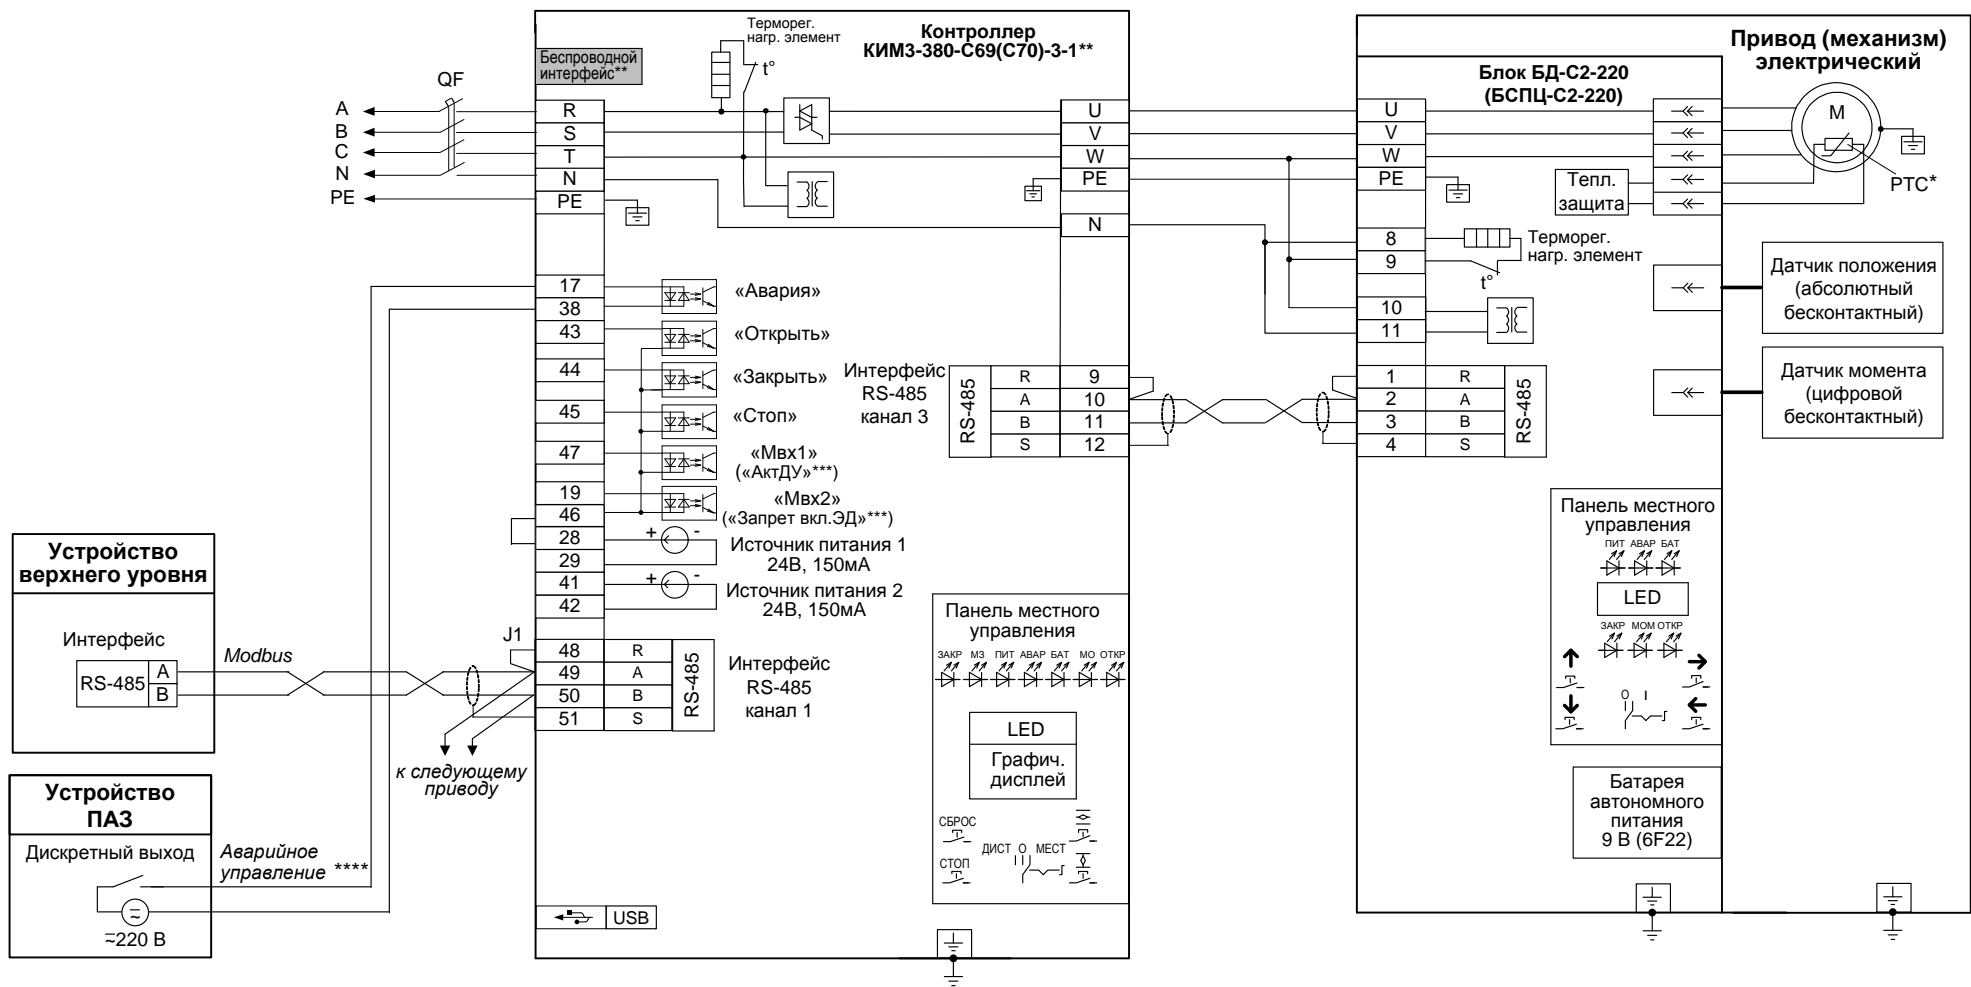 QF
A
B
C
N
PE
Беспроводной
интерфейс**
Терморег.
нагр. элемент
t°
Контроллер
КИМ3-380-С69(С70)-3-1**
R
S
T
N
PE
U
V
W
PE
N
17
38
43
44
45
47
19
46
28
29
41
42
«Авария»
«Открыть»
«Закрыть»
«Стоп»
«Мвх1»
(«АктДУ»***)
«Мвх2»
(«Запрет вкл.ЭД»***)
+ -
Источник питания 1
24В, 150мА
+ -
Источник питания 2
24В, 150мА
J1
48 R
49 A
50 B
51 S
RS-485
Интерфейс
RS-485
канал 1
Интерфейс
RS-485
канал 3
RS-485
R 9
A 10
B 11
S 12
Панель местного
управления
ЗАКР МЗ ПИТ АВАР БАТ МО ОТКР
LED
Графич.
дисплей
СБРОС
СТОП
ДИСТ О МЕСТ
USB
Устройство
верхнего уровня
Интерфейс
RS-485
A
B
Modbus
к следующему
приводу
Устройство
ПАЗ
Дискретный выход
≂220 В
Аварийное
управление ****
Привод (механизм)
электрический
Блок БД-С2-220
(БСПЦ-С2-220)
U
V
W
PE
8
9
10
11
Тепл.
защита
M
PTC*
Терморег.
нагр. элемент
t°
1 R
2 A
3 B
4 S
RS-485
Датчик положения
(абсолютный
бесконтактный)
Датчик момента
(цифровой
бесконтактный)
Панель местного
управления
ПИТ АВАР БАТ
LED
ЗАКР МОМ ОТКР
O I
Батарея
автономного
питания
9 В (6F22)